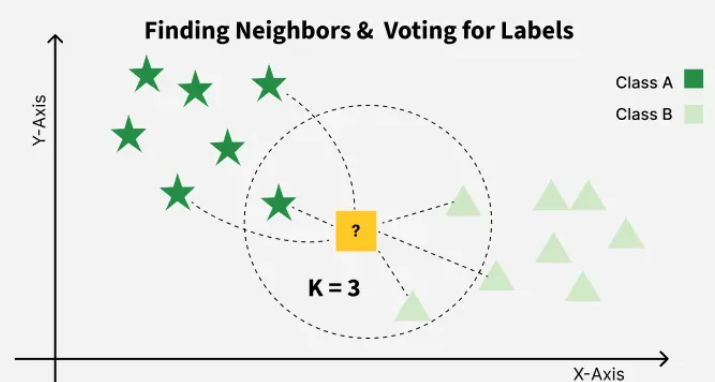 Finding Neighbors & Voting for Labels
Class A
Class B
Y-Axis
?
K = 3
X-Axis